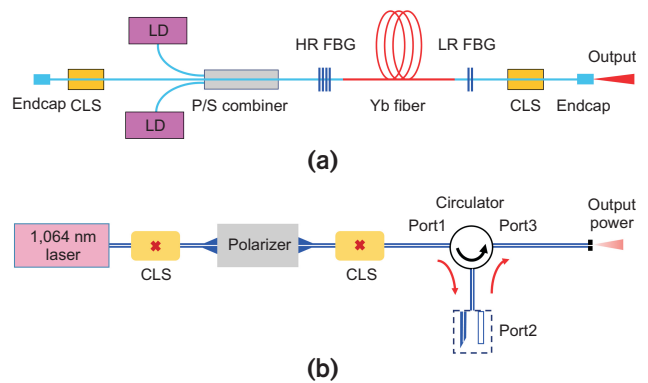 LD
HR FBG
LR FBG
Output
Endcap
CLS
P/S combiner
Yb fiber
CLS
Endcap
LD
(a)
Circulator
Output
power
Port1
Port3
1,064 nm
laser
Polarizer
CLS
CLS
Port2
(b)